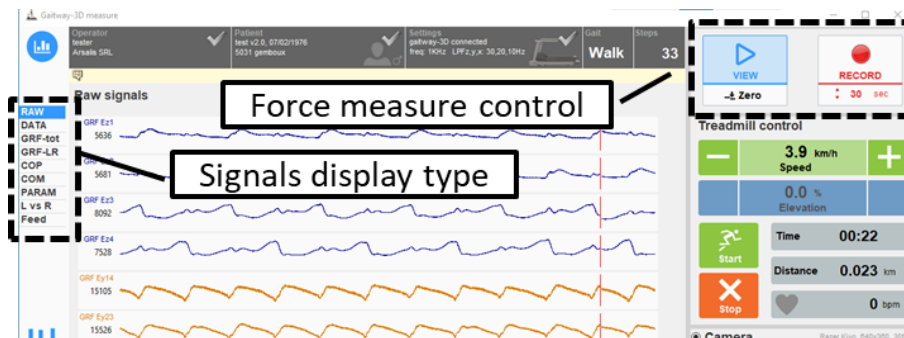 Gaitway-3D measure
Operator
tester
Arsalis SRL
Patient
test v2.0, 07/02/1976
5031 gemboux
Settings
gaitway-3D connected
freq: 1KHz LPFz,y,x: 30,20,10Hz
Gait
Walk
Steps
33
VIEW
Zero
RECORD
30 sec
Raw signals
Force measure control
RAW
DATA
GRF-tot
GRF-LR
COP
COM
PARAM
L vs R
Feed
Signals display type
GRF Ez1
5636
5681
GRF Ez3
8092
GRF Ez4
7528
GRF Ey14
15105
GRF Ey23
15526
Treadmill control
3.9 km/h
Speed
0.0 %
Elevation
Start
Time 00:22
Distance 0.023 km
Stop
0 bpm
Camera